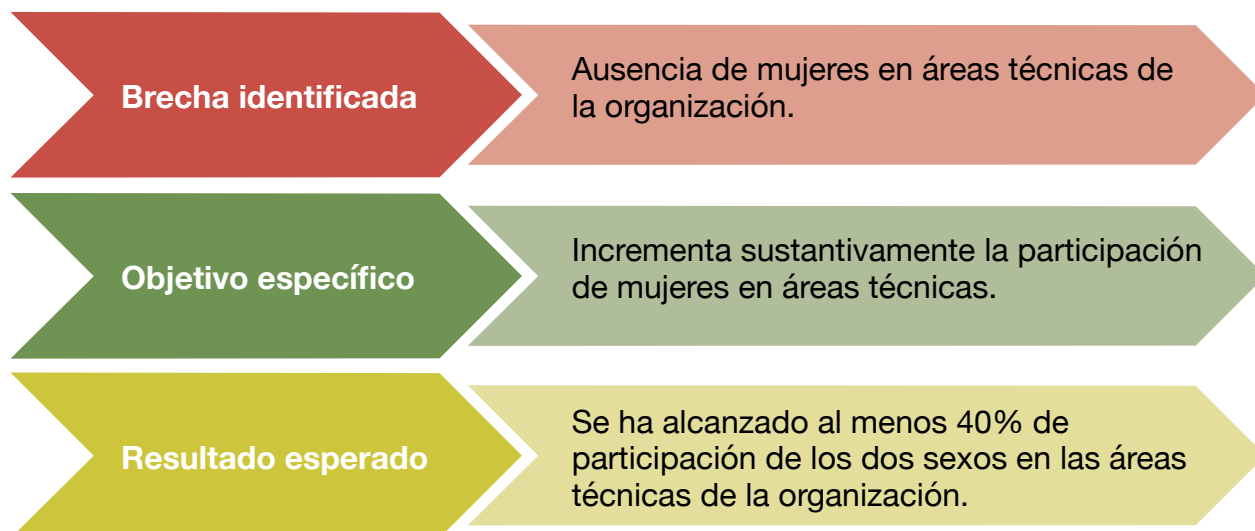 Brecha identificada
Ausencia de mujeres en áreas técnicas de
la organización.
Objetivo específico
Incrementa sustantivamente la participación
de mujeres en áreas técnicas.
Resultado esperado
Se ha alcanzado al menos 40% de
participación de los dos sexos en las áreas
técnicas de la organización.